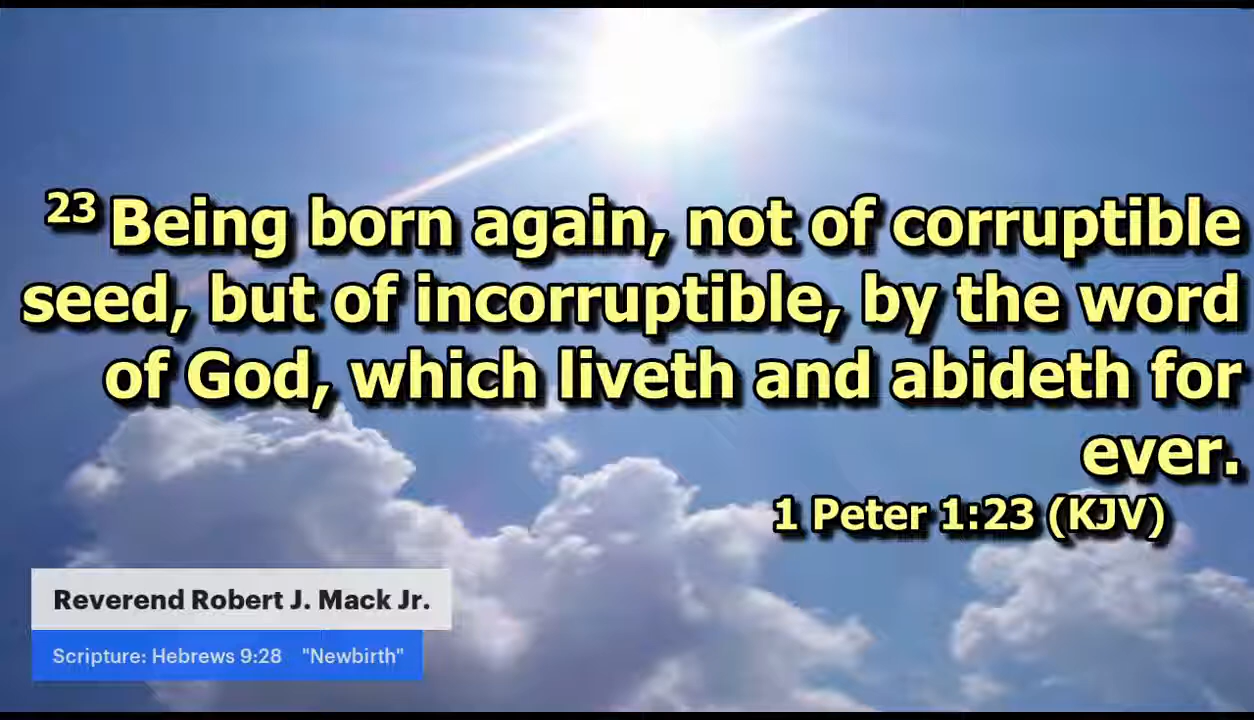 23 Being born again, not of corruptible
seed, but of incorruptible, by the word
of God, which liveth and abideth for
ever.
1 Peter 1:23 (KJV)
Reverend Robert J. Mack Jr.
Scripture: Hebrews 9:28 "Newbirth"